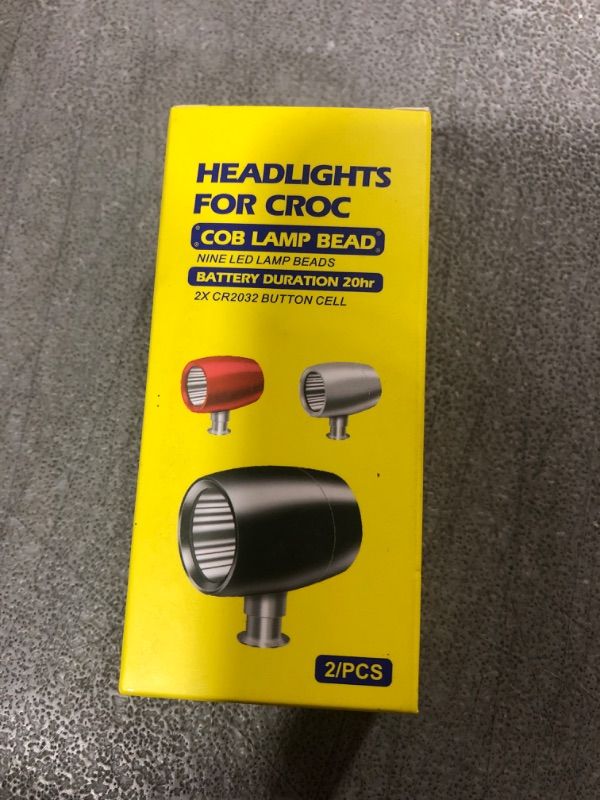 HEADLIGHTS
FOR CROC
COB LAMP BEAD
NINE LED LAMP BEADS
BATTERY DURATION 20hr
2X CR2032 BUTTON CELL
2/PCS